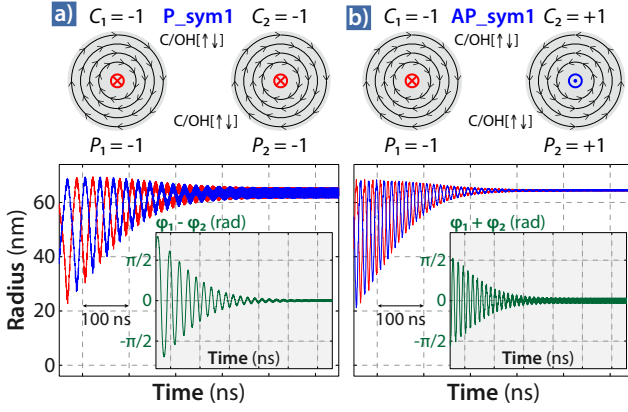 a) C₁ = -1 P_sym1 C₂ = -1
C/OH[↑↓]
C/OH[↑↓]
P₁ = -1 P₂ = -1
b) C₁ = -1 AP_sym1 C₂ = +1
C/OH[↑↓]
C/OH[↑↓]
P₁ = -1 P₂ = +1
Radius (nm)
60
40
20
0
100 ns
φ₁ - φ₂ (rad)
π/2
0
-π/2
Time (ns)
Time (ns)
100 ns
φ₁ + φ₂ (rad)
π/2
0
-π/2
Time (ns)
Time (ns)